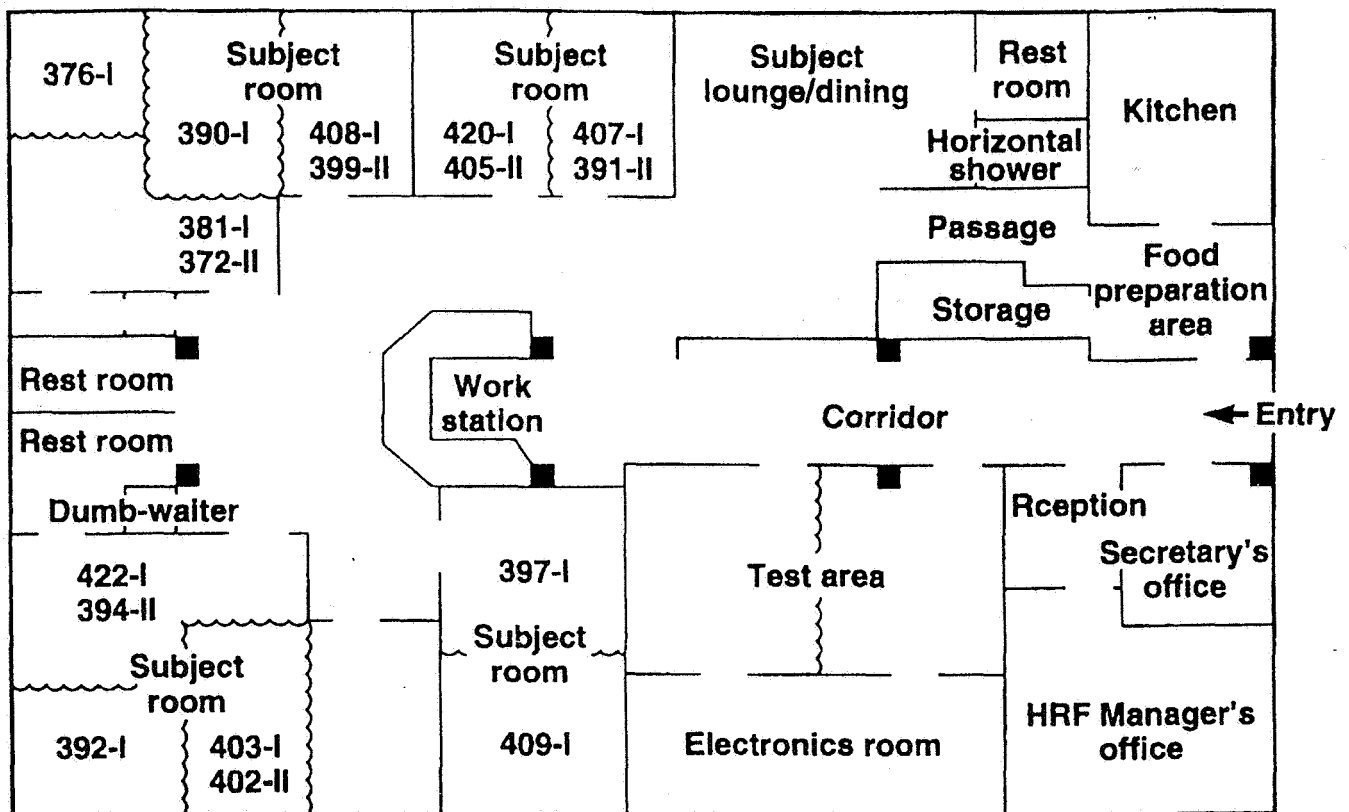 376-I
Subject
room
390-I
408-I
399-II
Subject
room
420-I
405-II
407-I
391-II
Subject
lounge/dining
Rest
room
Horizontal
shower
Kitchen
381-I
372-II
Passage
Food
preparation
area
Storage
Rest room
Rest room
Work
station
Corridor
Entry
Dumb-waiter
Rception
Secretary's
office
422-I
394-II
397-I
Test area
Subject
room
Subject
room
392-I
403-I
402-II
409-I
Electronics room
HRF Manager's
office